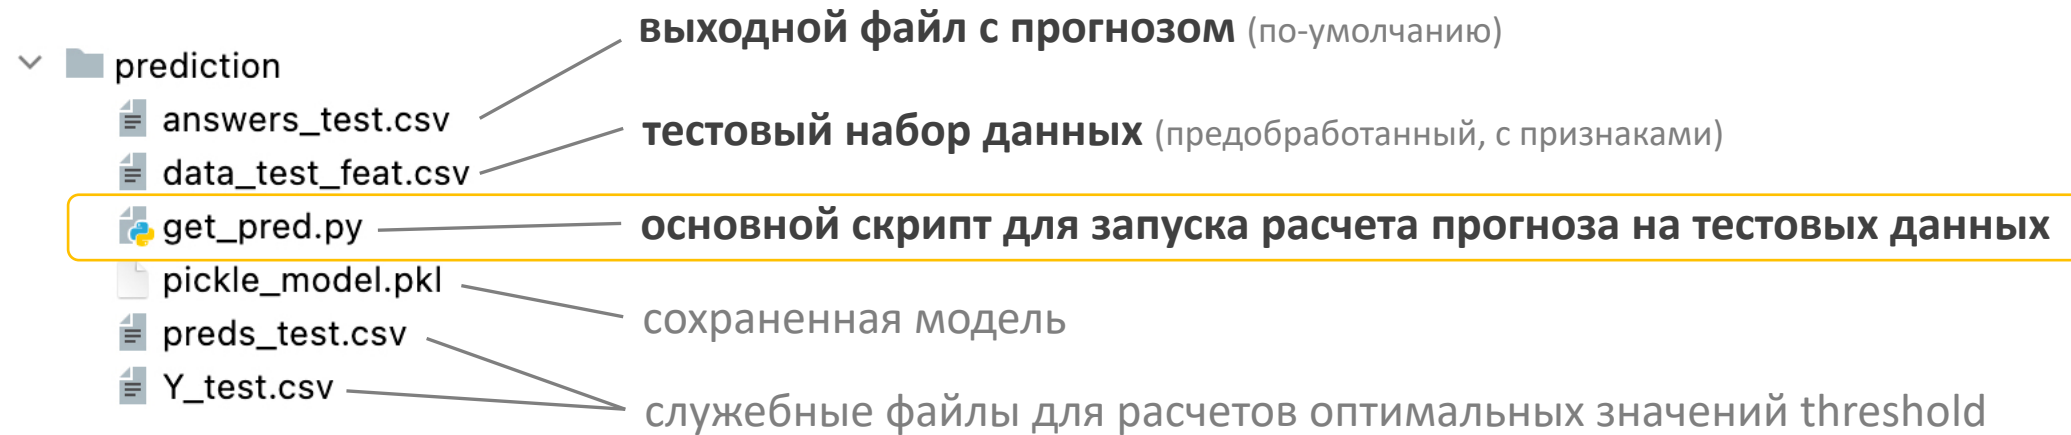 выходной файл с прогнозом (по-умолчанию)
prediction
answers_test.csv
тестовый набор данных (предобработанный, с признаками)
data_test_feat.csv
get_pred.py
основной скрипт для запуска расчета прогноза на тестовых данных
pickle_model.pkl
сохраненная модель
preds_test.csv
Y_test.csv
служебные файлы для расчетов оптимальных значений threshold